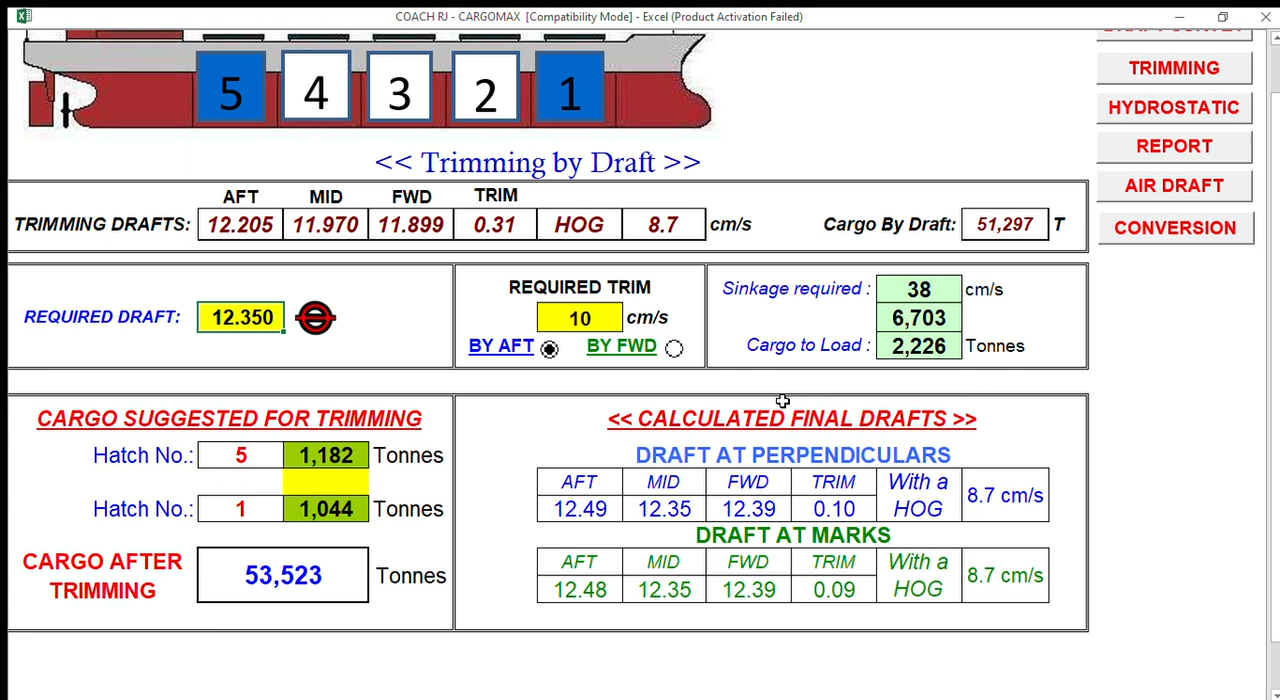 COACH RJ - CARGOMAX [Compatibility Mode] - Excel (Product Activation Failed)
TRIMMING
HYDROSTATIC
REPORT
AIR DRAFT
CONVERSION
5 4 3 2 1
<< Trimming by Draft >>
AFT MID FWD TRIM
TRIMMING DRAFTS: 12.205 11.970 11.899 0.31 HOG 8.7 cm/s Cargo By Draft: 51,297 T
REQUIRED DRAFT: 12.350
REQUIRED TRIM
10 cm/s
BY AFT BY FWD
Sinkage required : 38 cm/s
6,703
Cargo to Load : 2,226 Tonnes
CARGO SUGGESTED FOR TRIMMING
Hatch No.: 5 1,182 Tonnes
Hatch No.: 1 1,044 Tonnes
CARGO AFTER
TRIMMING
53,523 Tonnes
<< CALCULATED FINAL DRAFTS >>
DRAFT AT PERPENDICULARS
AFT MID FWD TRIM With a
12.49 12.35 12.39 0.10 HOG 8.7 cm/s
DRAFT AT MARKS
AFT MID FWD TRIM With a
12.48 12.35 12.39 0.09 HOG 8.7 cm/s